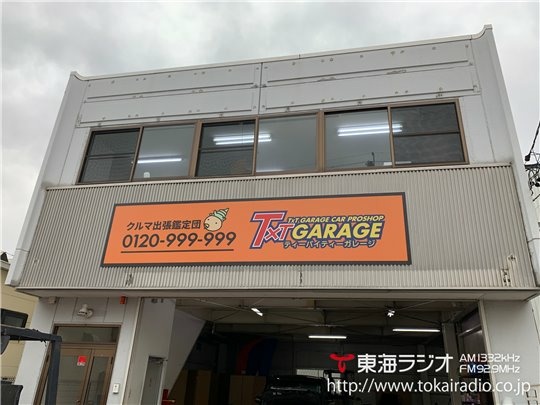 クルマ出張鑑定団
0120-999-999
TxT GARAGE CAR PROSHOP
TxT GARAGE
ティーバイティーガレージ
東海ラジオ AM1332kHz
FM92.9MHz
http://www.tokairadio.co.jp